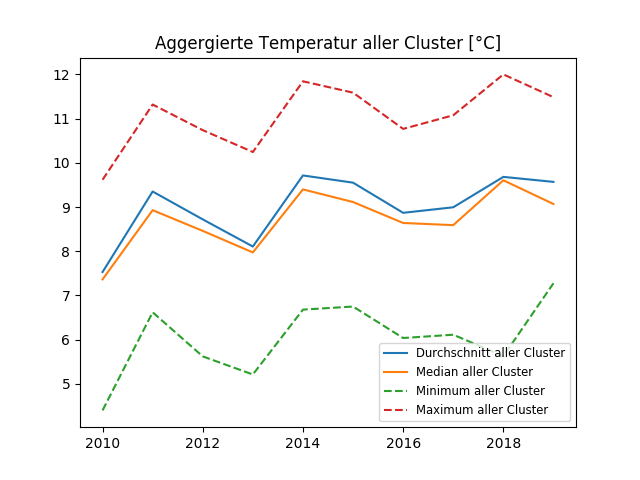 Aggergierte Temperatur aller Cluster [°C]
12
11
10
9
8
7
6
5
Durchschnitt aller Cluster
Median aller Cluster
Minimum aller Cluster
Maximum aller Cluster
2010 2012 2014 2016 2018